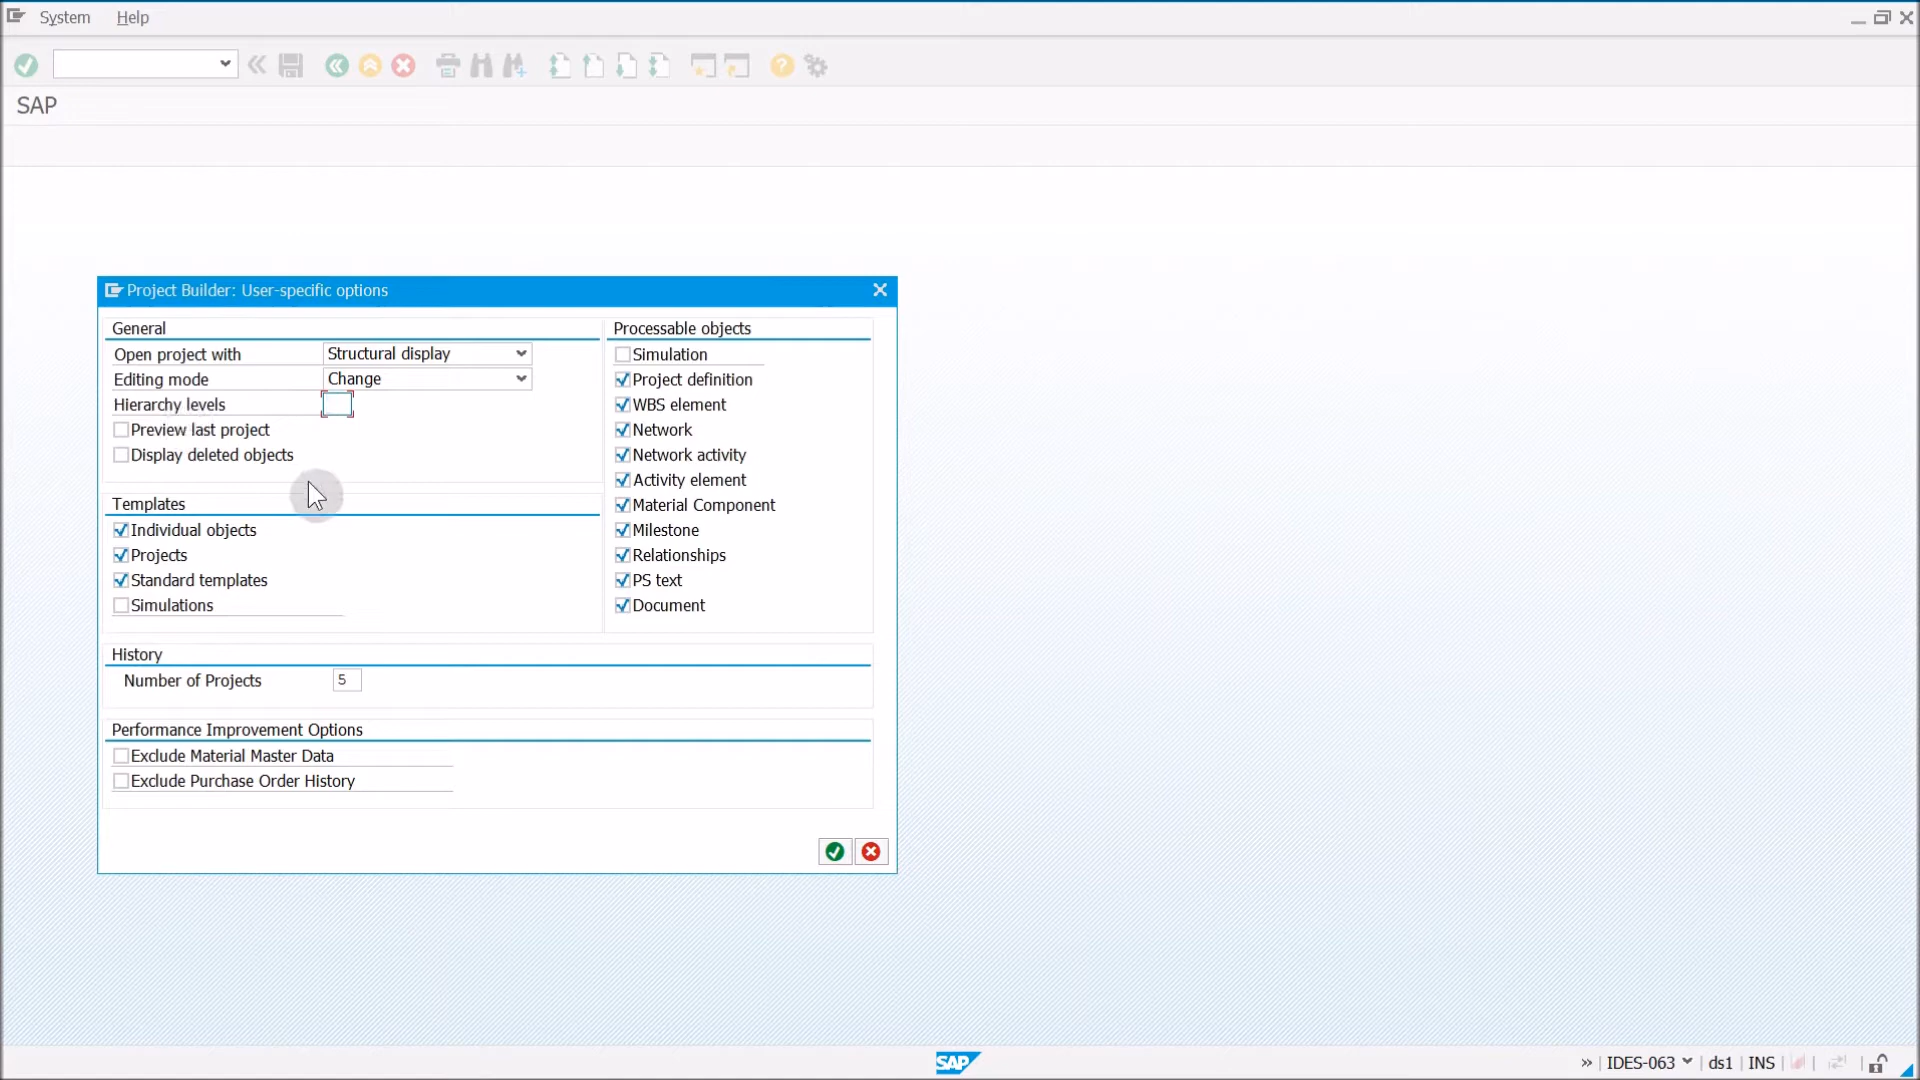 System Help
SAP
Project Builder: User-specific options
General
Open project with Structural display
Editing mode Change
Hierarchy levels
Preview last project
Display deleted objects
Templates
Individual objects
Projects
Standard templates
Simulations
Processable objects
Simulation
Project definition
WBS element
Network
Network activity
Activity element
Material Component
Milestone
Relationships
PS text
Document
History
Number of Projects 5
Performance Improvement Options
Exclude Material Master Data
Exclude Purchase Order History
SAP
» IDES-063 ds1 INS